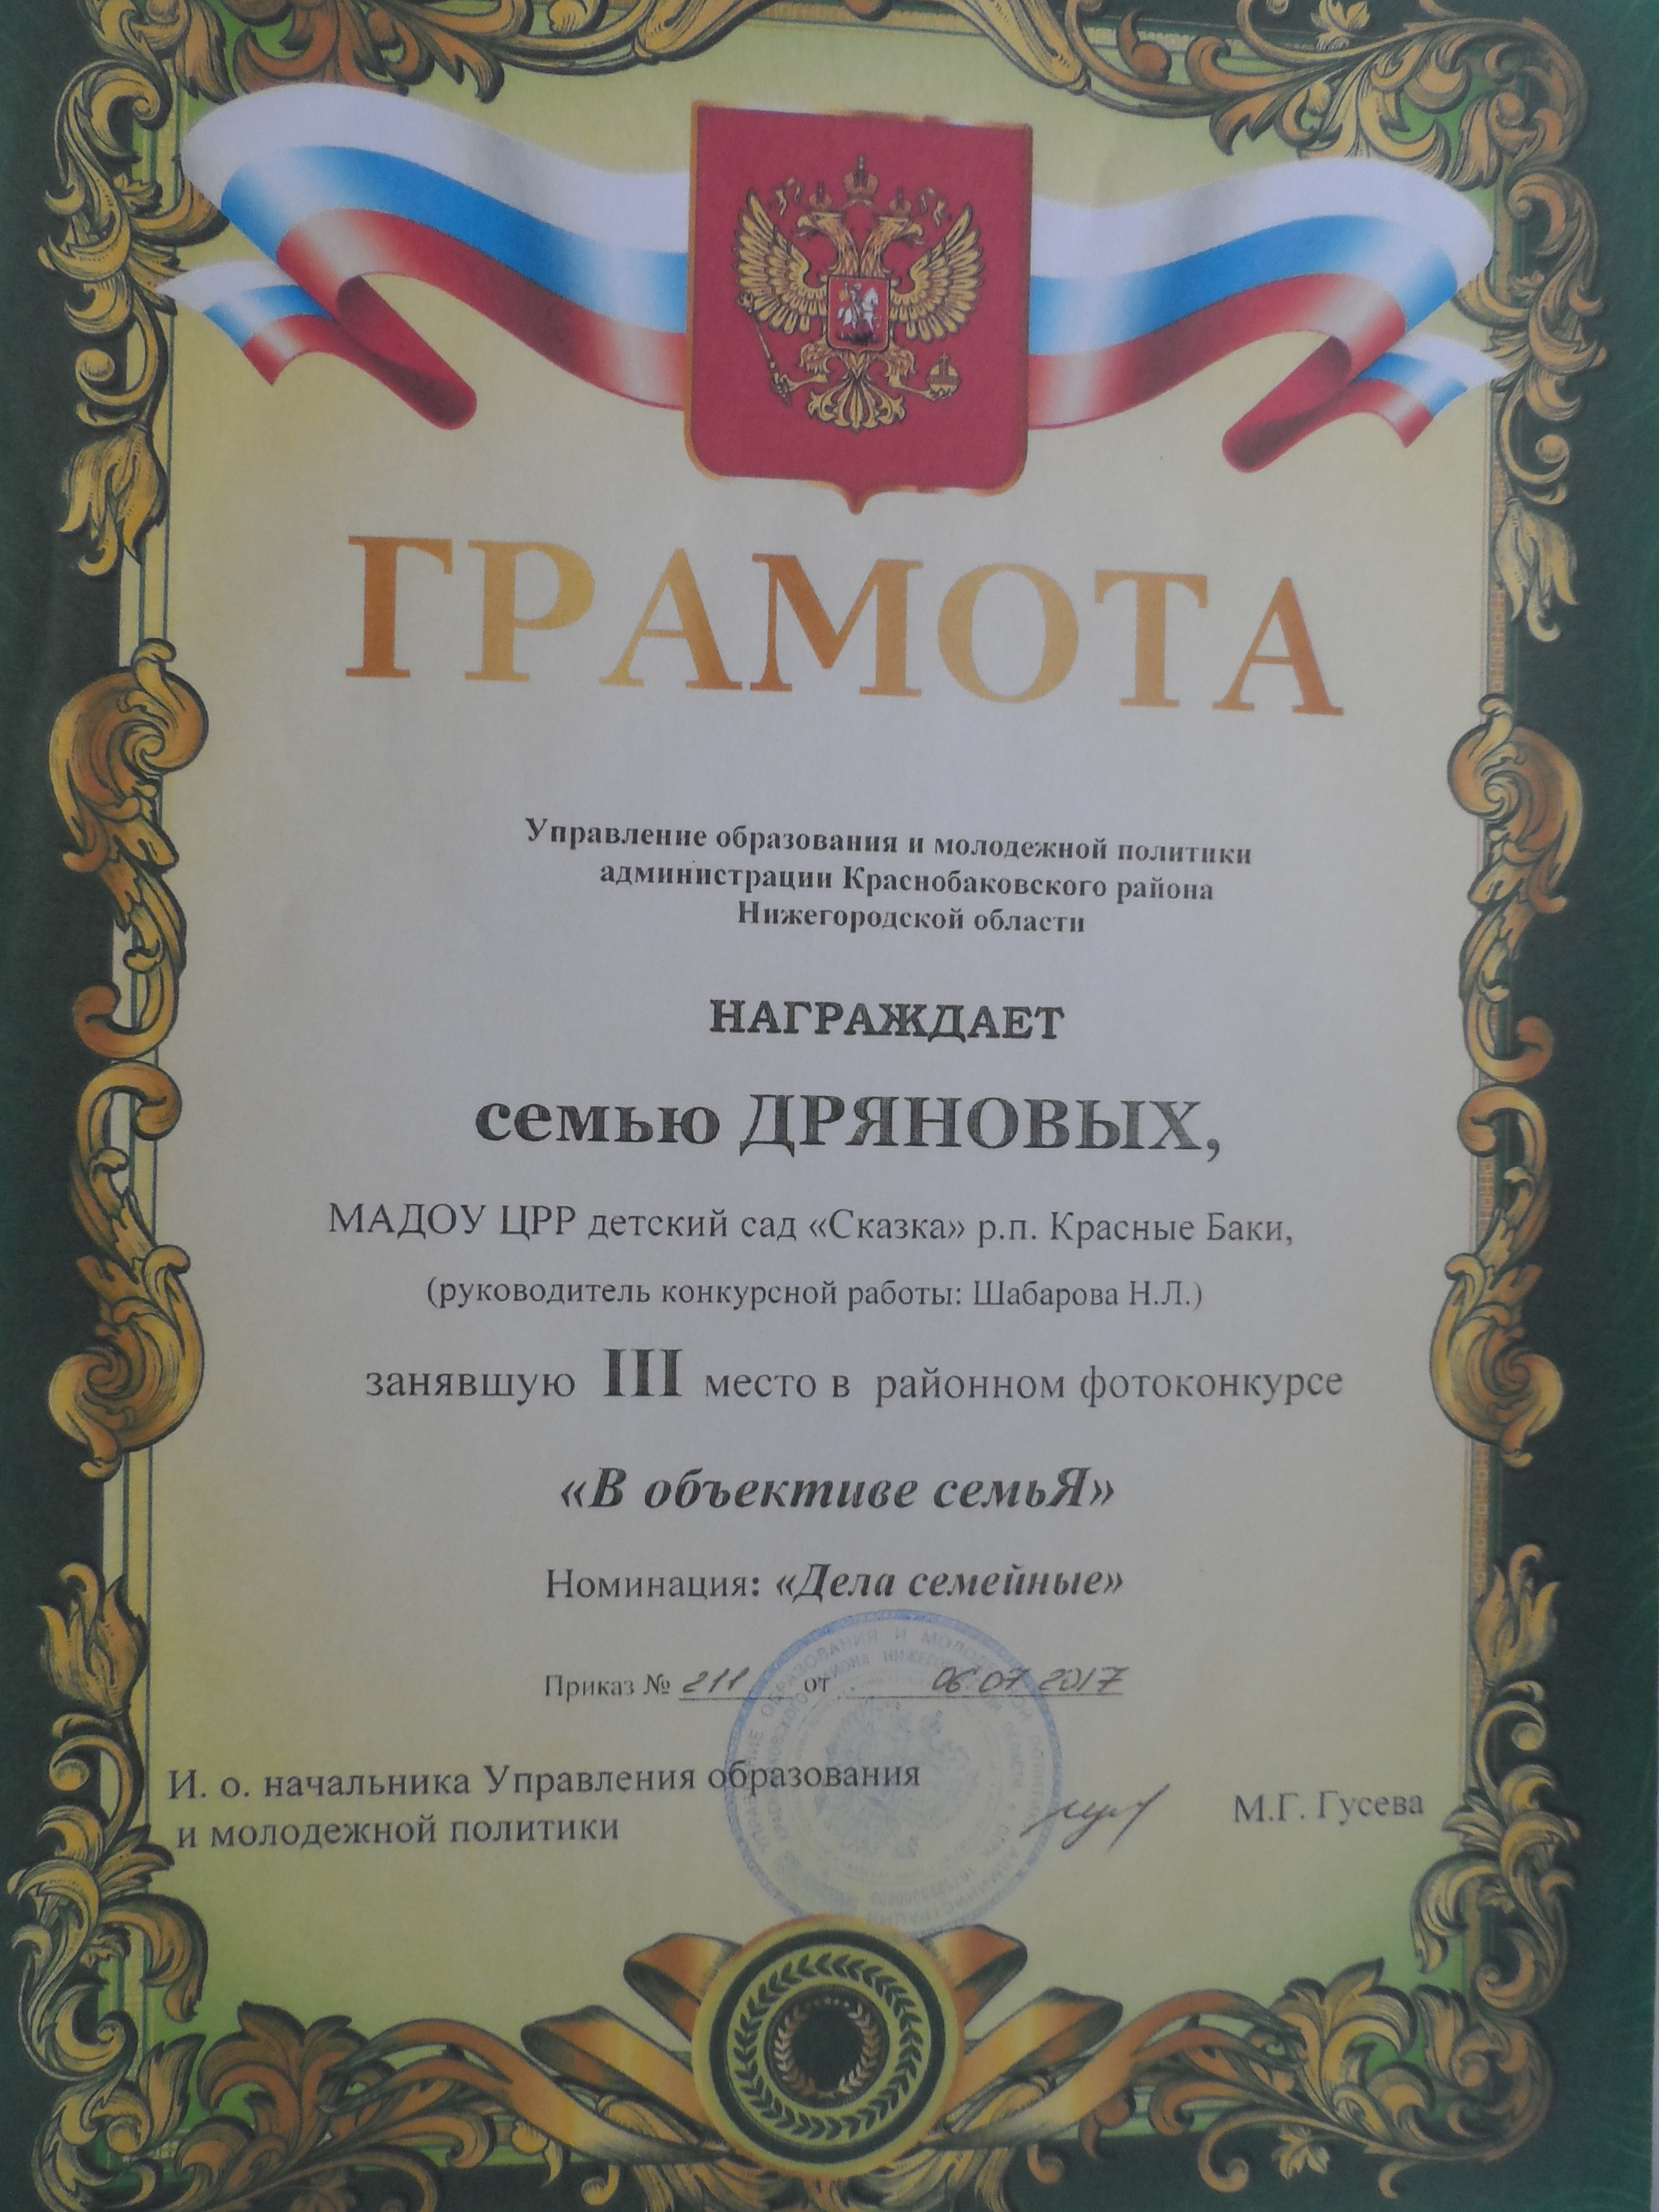 ГРАМОТА
Управление образования и молодежной политики
администрации Краснобаковского района
Нижегородской области
НАГРАЖДАЕТ
семью ДРЯНОВЫХ,
МАДОУ ЦРР детский сад «Сказка» р.п. Красные Баки,
(руководитель конкурсной работы: Шабарова Н.Л.)
занявшую III место в районном фотоконкурсе
«В объективе семьЯ»
Номинация: «Дела семейные»
Приказ № 211 от 06.07.2017
И. о. начальника Управления образования
и молодежной политики
М.Г. Гусева